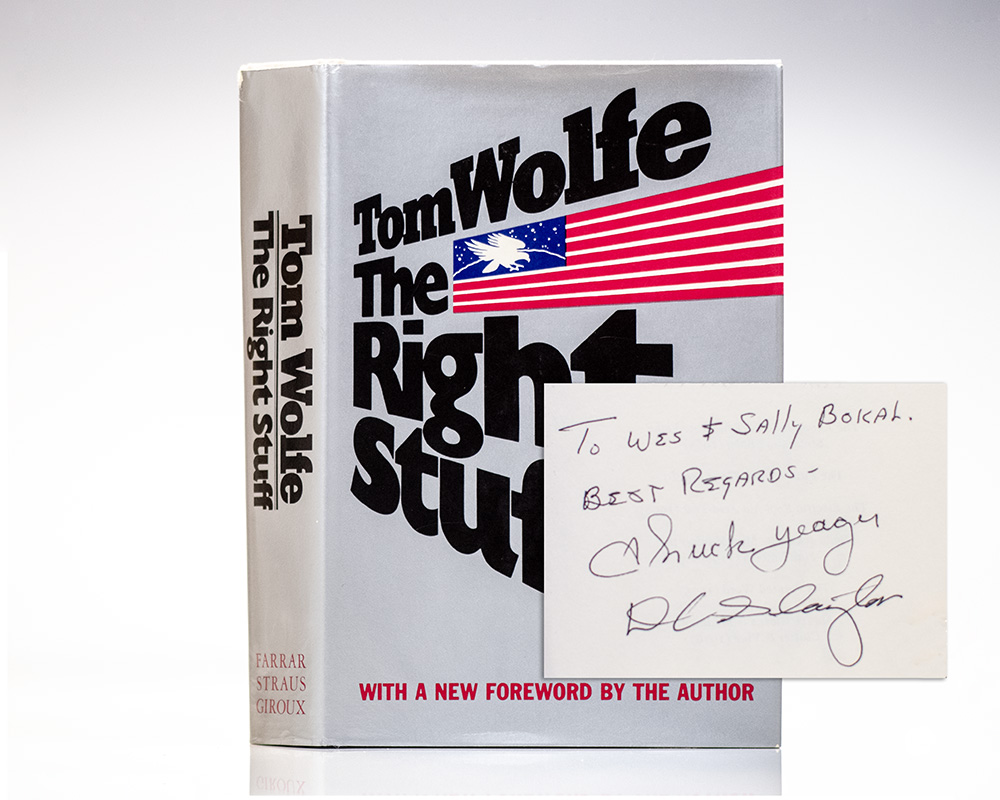 Tom Wolfe
The Right Stuff
FARRAR
STRAUS
GIROUX
Tom Wolfe
The
Right
Stuf
WITH A NEW FOREWORD BY THE AUTHOR
To Wes & Sally Bokal.
BEST REGARDS-
Chuck Yeager
D K Slayton